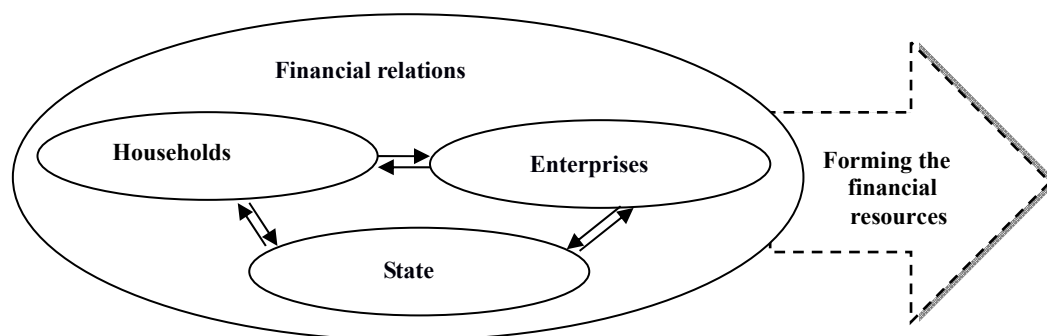 Financial relations
Households
Enterprises
State
Forming the
financial
resources